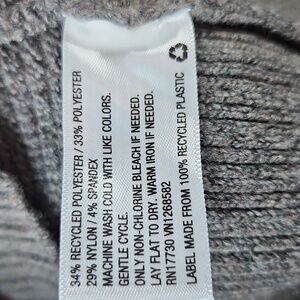 34% RECYCLED POLYESTER / 33% POLYESTER
29% NYLON / 4% SPANDEX
MACHINE WASH COLD WITH LIKE COLORS.
GENTLE CYCLE.
ONLY NON-CHLORINE BLEACH IF NEEDED.
LAY FLAT TO DRY. WARM IRON IF NEEDED.
RN17730 VN1268582
LABEL MADE FROM 100% RECYCLED PLASTIC